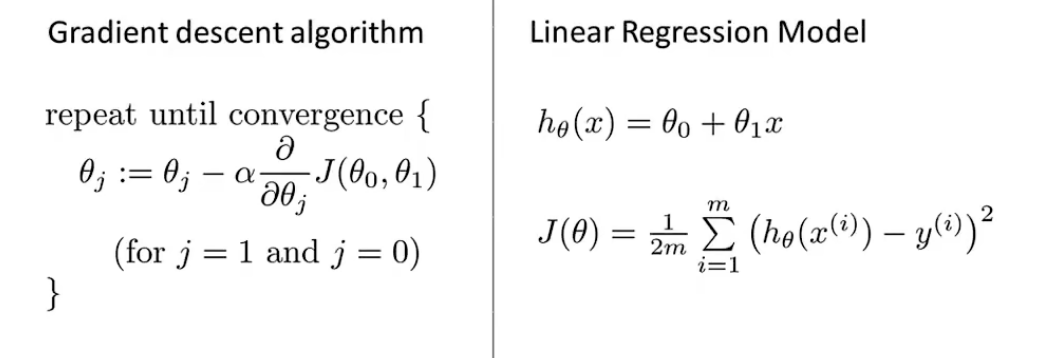 Gradient descent algorithm
repeat until convergence {
θ_j := θ_j − α ∂/∂θ_j J(θ_0, θ_1)
(for j = 1 and j = 0)
}
Linear Regression Model
h_θ(x) = θ_0 + θ_1x
J(θ) = 1/2m ∑_{i=1}^{m} (h_θ(x^{(i)}) − y^{(i)})^2